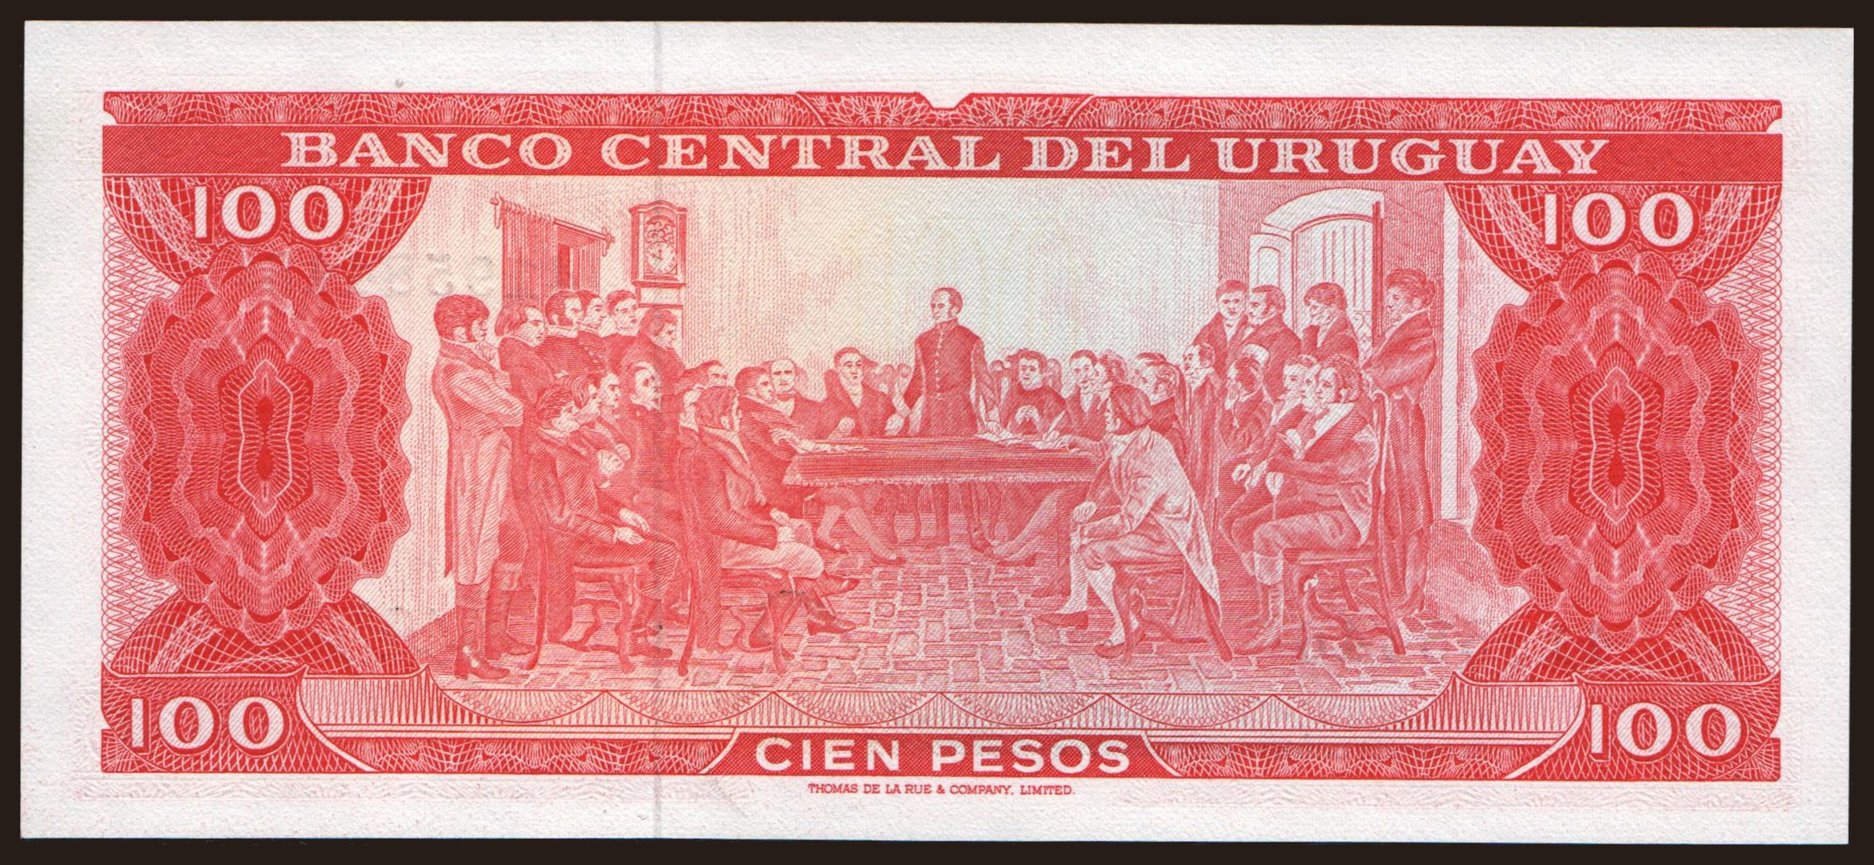 BANCO CENTRAL DEL URUGUAY
100 100
100 100
CIEN PESOS
THOMAS DE LA RUE & COMPANY, LIMITED.